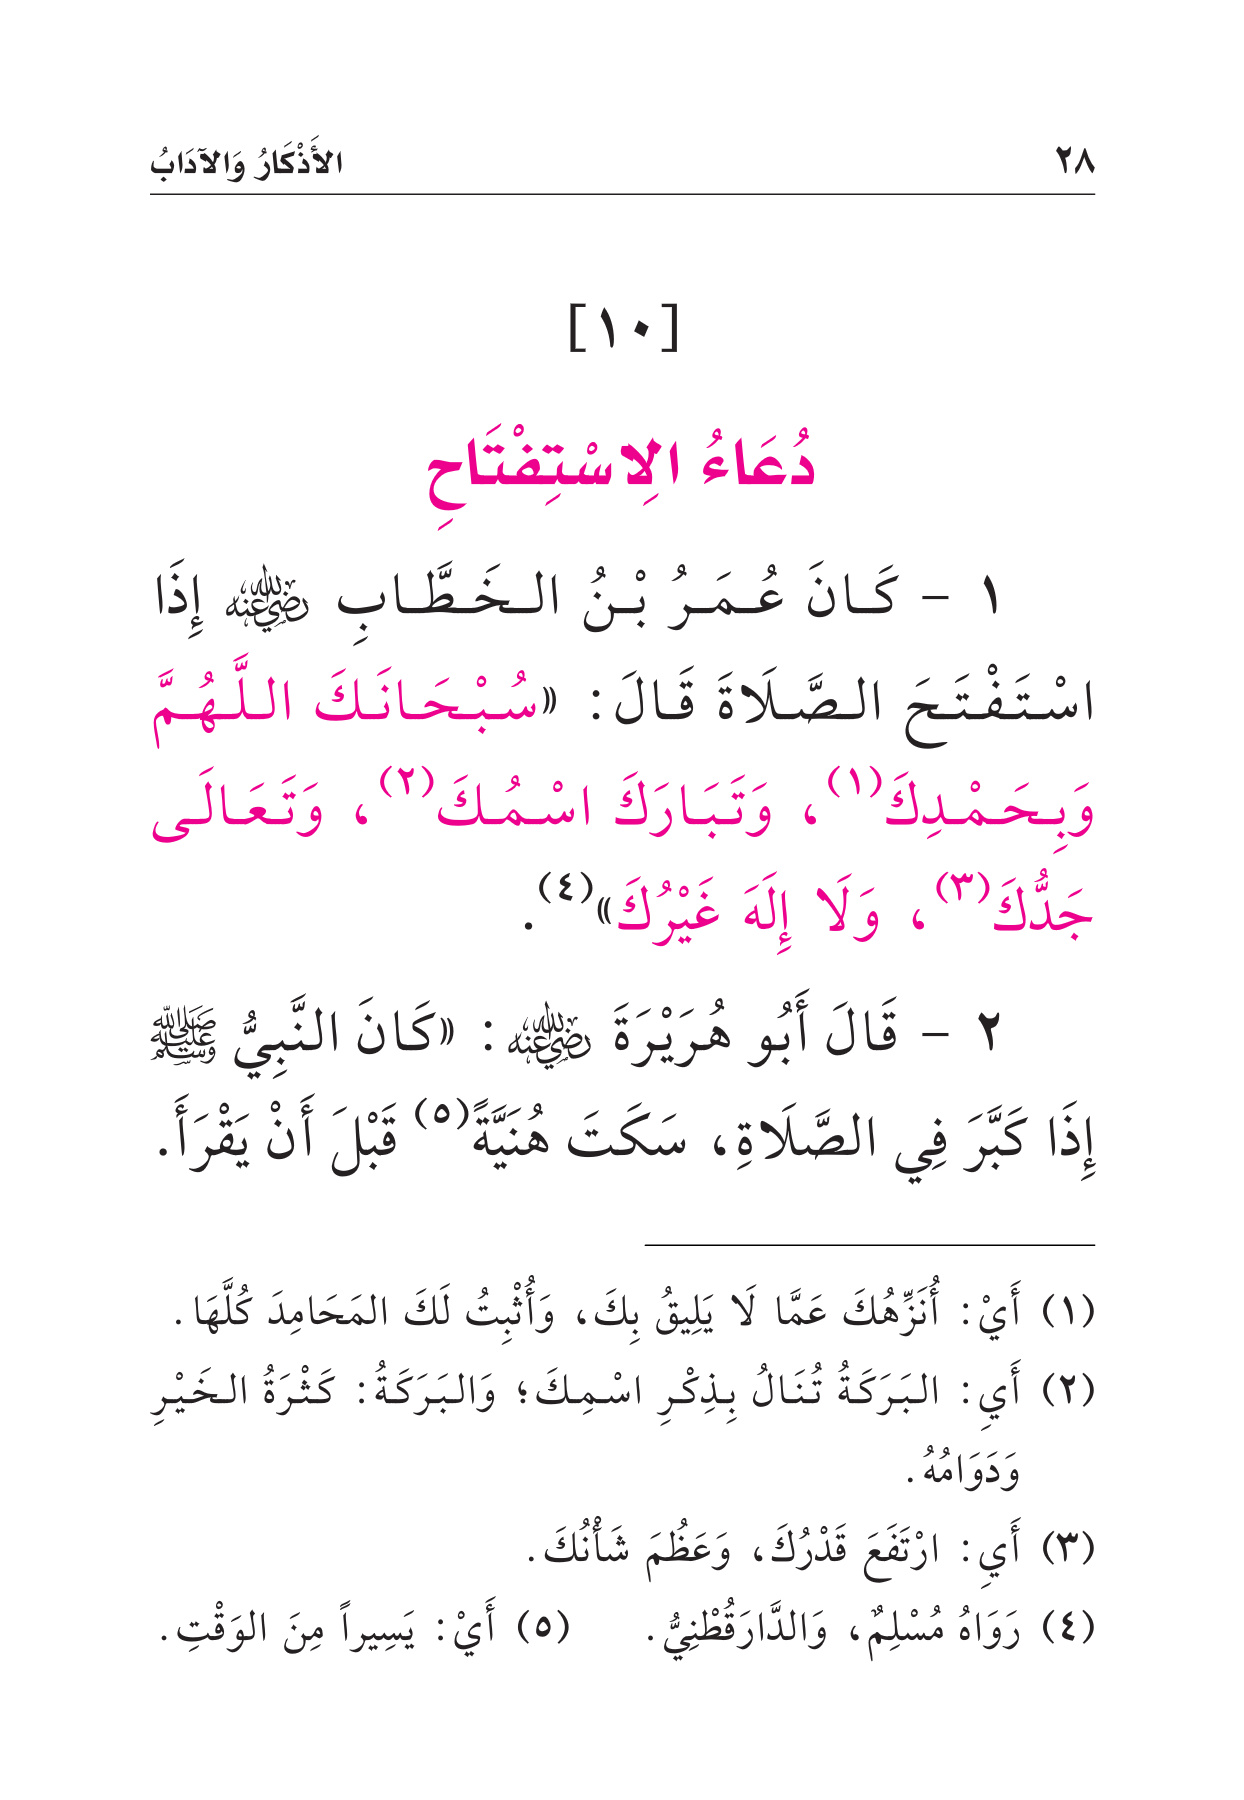 ٢٨ الأَذْكَارُ وَالآدَابُ
[١٠]
دُعَاءُ الِاسْتِفْتَاحِ
١ - كَانَ عُمَرُ بْنُ الخَطَّابِ رضي الله عنه إِذَا
اسْتَفْتَحَ الصَّلَاةَ قَالَ: «سُبْحَانَكَ اللَّهُمَّ
وَبِحَمْدِكَ(١)، وَتَبَارَكَ اسْمُكَ(٢)، وَتَعَالَى
جَدُّكَ(٣)، وَلَا إِلَهَ غَيْرُكَ»(٤).
٢ - قَالَ أَبُو هُرَيْرَةَ رضي الله عنه: «كَانَ النَّبِيُّ ﷺ
إِذَا كَبَّرَ فِي الصَّلَاةِ، سَكَتَ هُنَيَّةً(٥) قَبْلَ أَنْ يَقْرَأَ.
(١) أَيْ: أُنَزِّهُكَ عَمَّا لَا يَلِيقُ بِكَ، وَأُثْبِتُ لَكَ المَحَامِدَ كُلَّهَا.
(٢) أَيِ: البَرَكَةُ تُنَالُ بِذِكْرِ اسْمِكَ؛ وَالبَرَكَةُ: كَثْرَةُ الخَيْرِ
وَدَوَامُهُ.
(٣) أَيِ: ارْتَفَعَ قَدْرُكَ، وَعَظُمَ شَأْنُكَ.
(٤) رَوَاهُ مُسْلِمٌ، وَالدَّارَقُطْنِيُّ. (٥) أَيْ: يَسِيراً مِنَ الوَقْتِ.